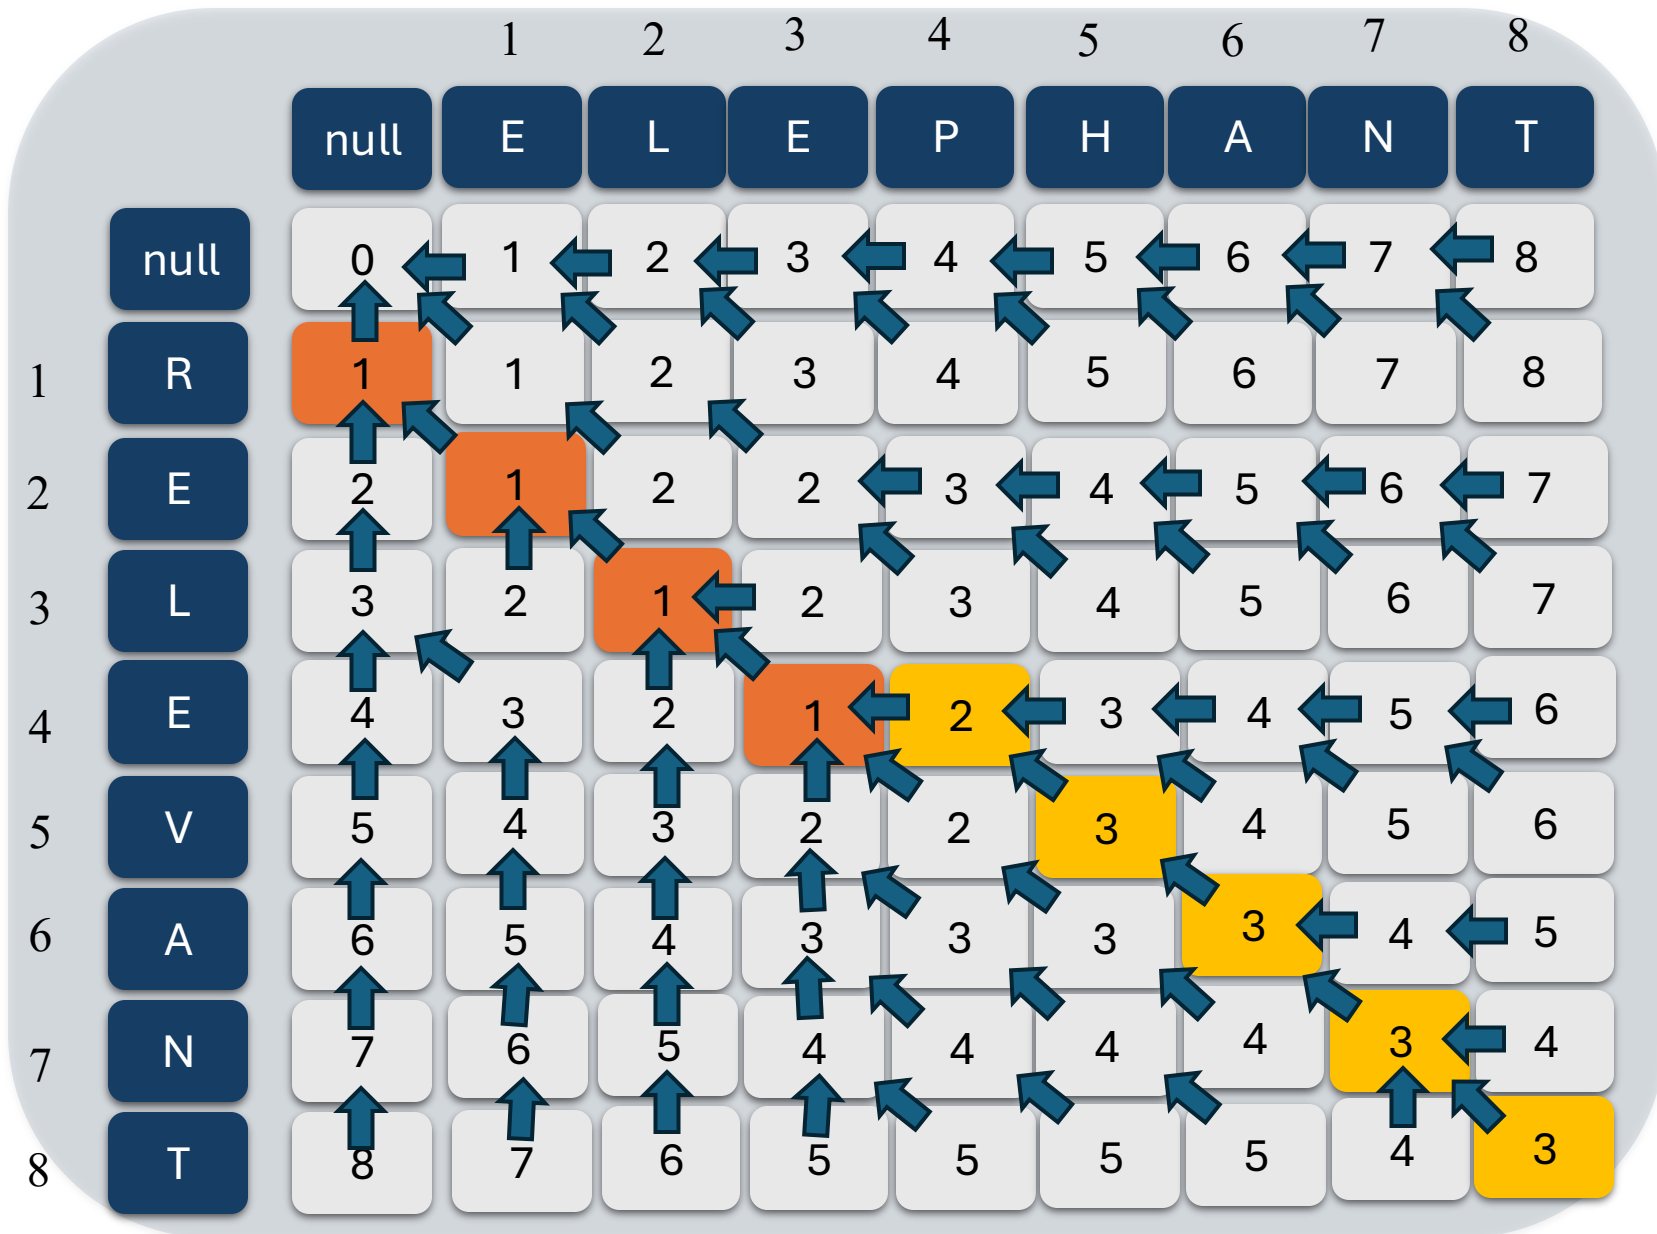 1 2 3 4 5 6 7 8
null E L E P H A N T
null 0 1 2 3 4 5 6 7 8
1 R 1 1 2 3 4 5 6 7 8
2 E 2 1 2 2 3 4 5 6 7
3 L 3 2 1 2 3 4 5 6 7
4 E 4 3 2 1 2 3 4 5 6
5 V 5 4 3 2 2 3 4 5 6
6 A 6 5 4 3 3 3 3 4 5
7 N 7 6 5 4 4 4 4 3 4
8 T 8 7 6 5 5 5 5 4 3